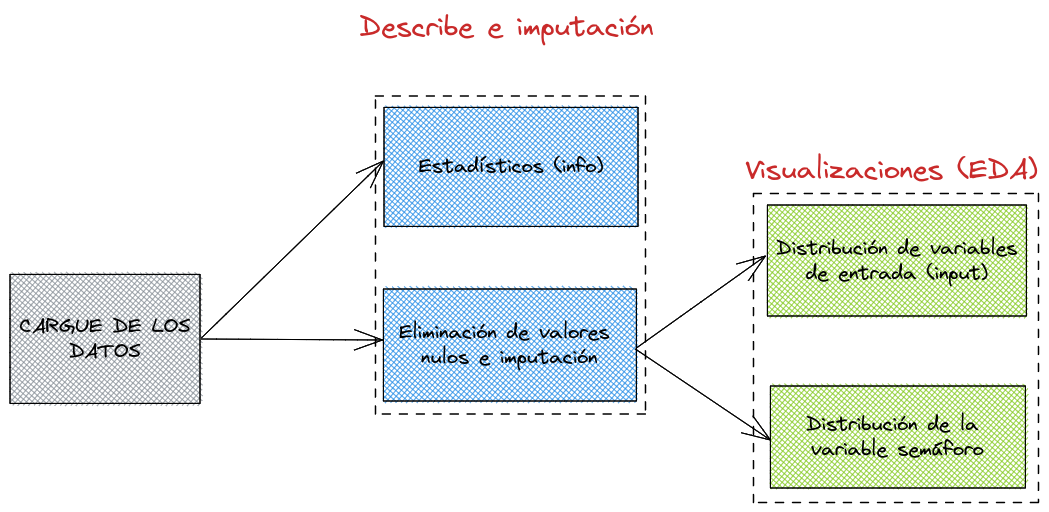 Describe e imputación
Estadísticos (info)
Visualizaciones (EDA)
Distribución de variables
de entrada (input)
CARGUE DE LOS
DATOS
Eliminación de valores
nulos e imputación
Distribución de la
variable semáforo